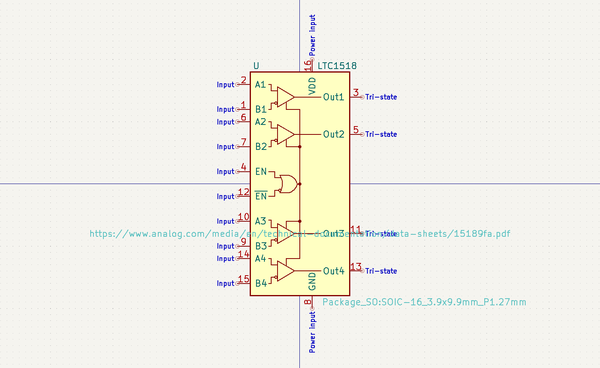 Power Input
U LTC1518
16
VDD
Input 2 A1
Out1 3 Tri-state
Input 1 B1
Input 6 A2
Out2 5 Tri-state
Input 7 B2
Input 4 EN
Input 12 EN
Input 10 A3
https://www.analog.com/media/en/technical-documentation/data-sheets/15189fa.pdf
Out3 11 Tri-state
Input 9 B3
Input 14 A4
Out4 13 Tri-state
Input 15 B4
GND
8
Package_SO:SOIC-16_3.9x9.9mm_P1.27mm
Power Input